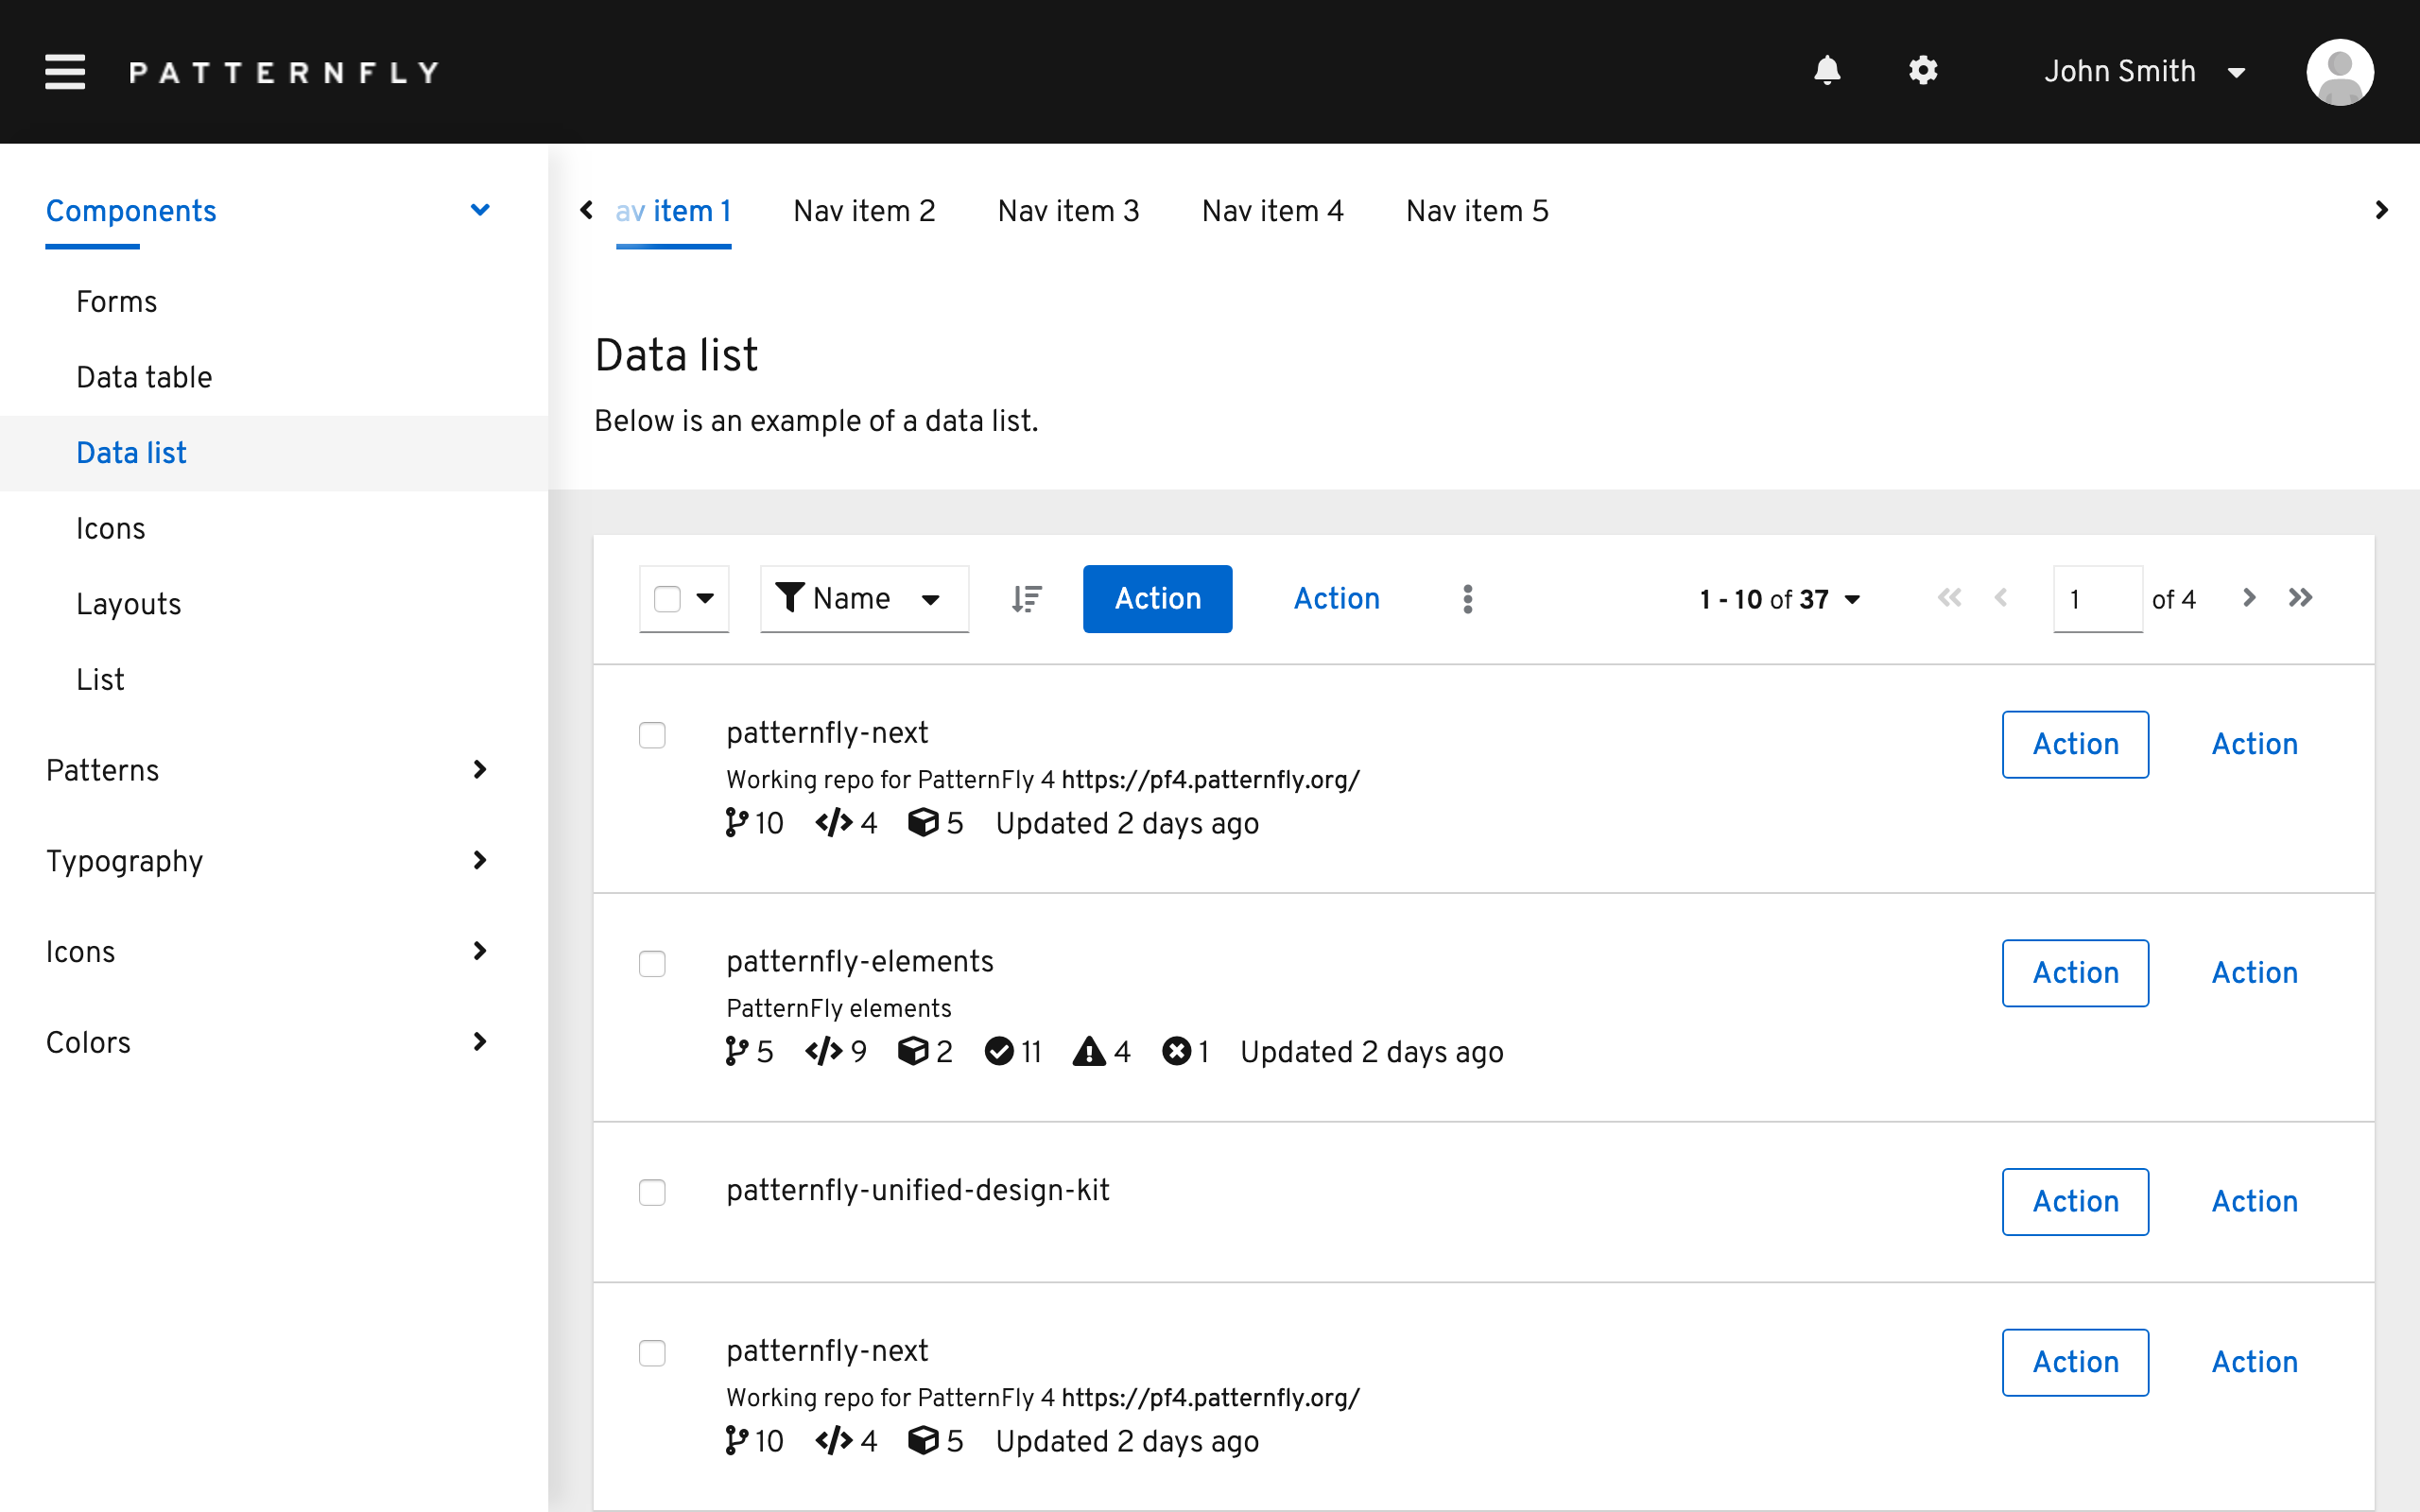 PATTERNFLY
John Smith
Components
Forms
Data table
Data list
Icons
Layouts
List
Patterns
Typography
Icons
Colors
av item 1 Nav item 2 Nav item 3 Nav item 4 Nav item 5
Data list
Below is an example of a data list.
Name Action Action 1 - 10 of 37 1 of 4
patternfly-next Action Action
Working repo for PatternFly 4 https://pf4.patternfly.org/
10 4 5 Updated 2 days ago
patternfly-elements Action Action
PatternFly elements
5 9 2 11 4 1 Updated 2 days ago
patternfly-unified-design-kit Action Action
patternfly-next Action Action
Working repo for PatternFly 4 https://pf4.patternfly.org/
10 4 5 Updated 2 days ago